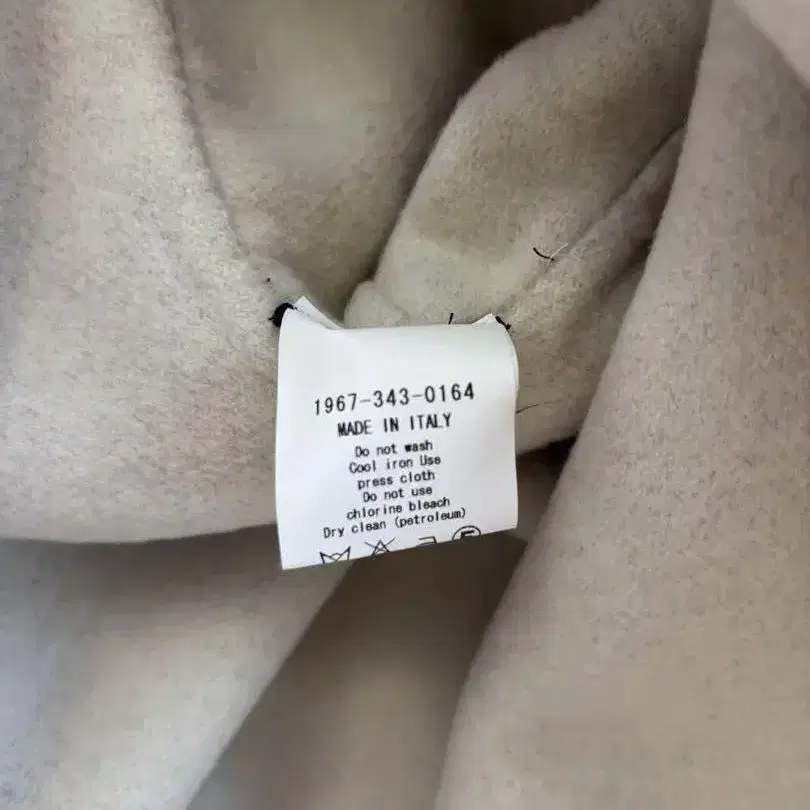 1967-343-0164
MADE IN ITALY
Do not wash
Cool iron Use
press cloth
Do not use
chlorine bleach
Dry clean (petroleum)